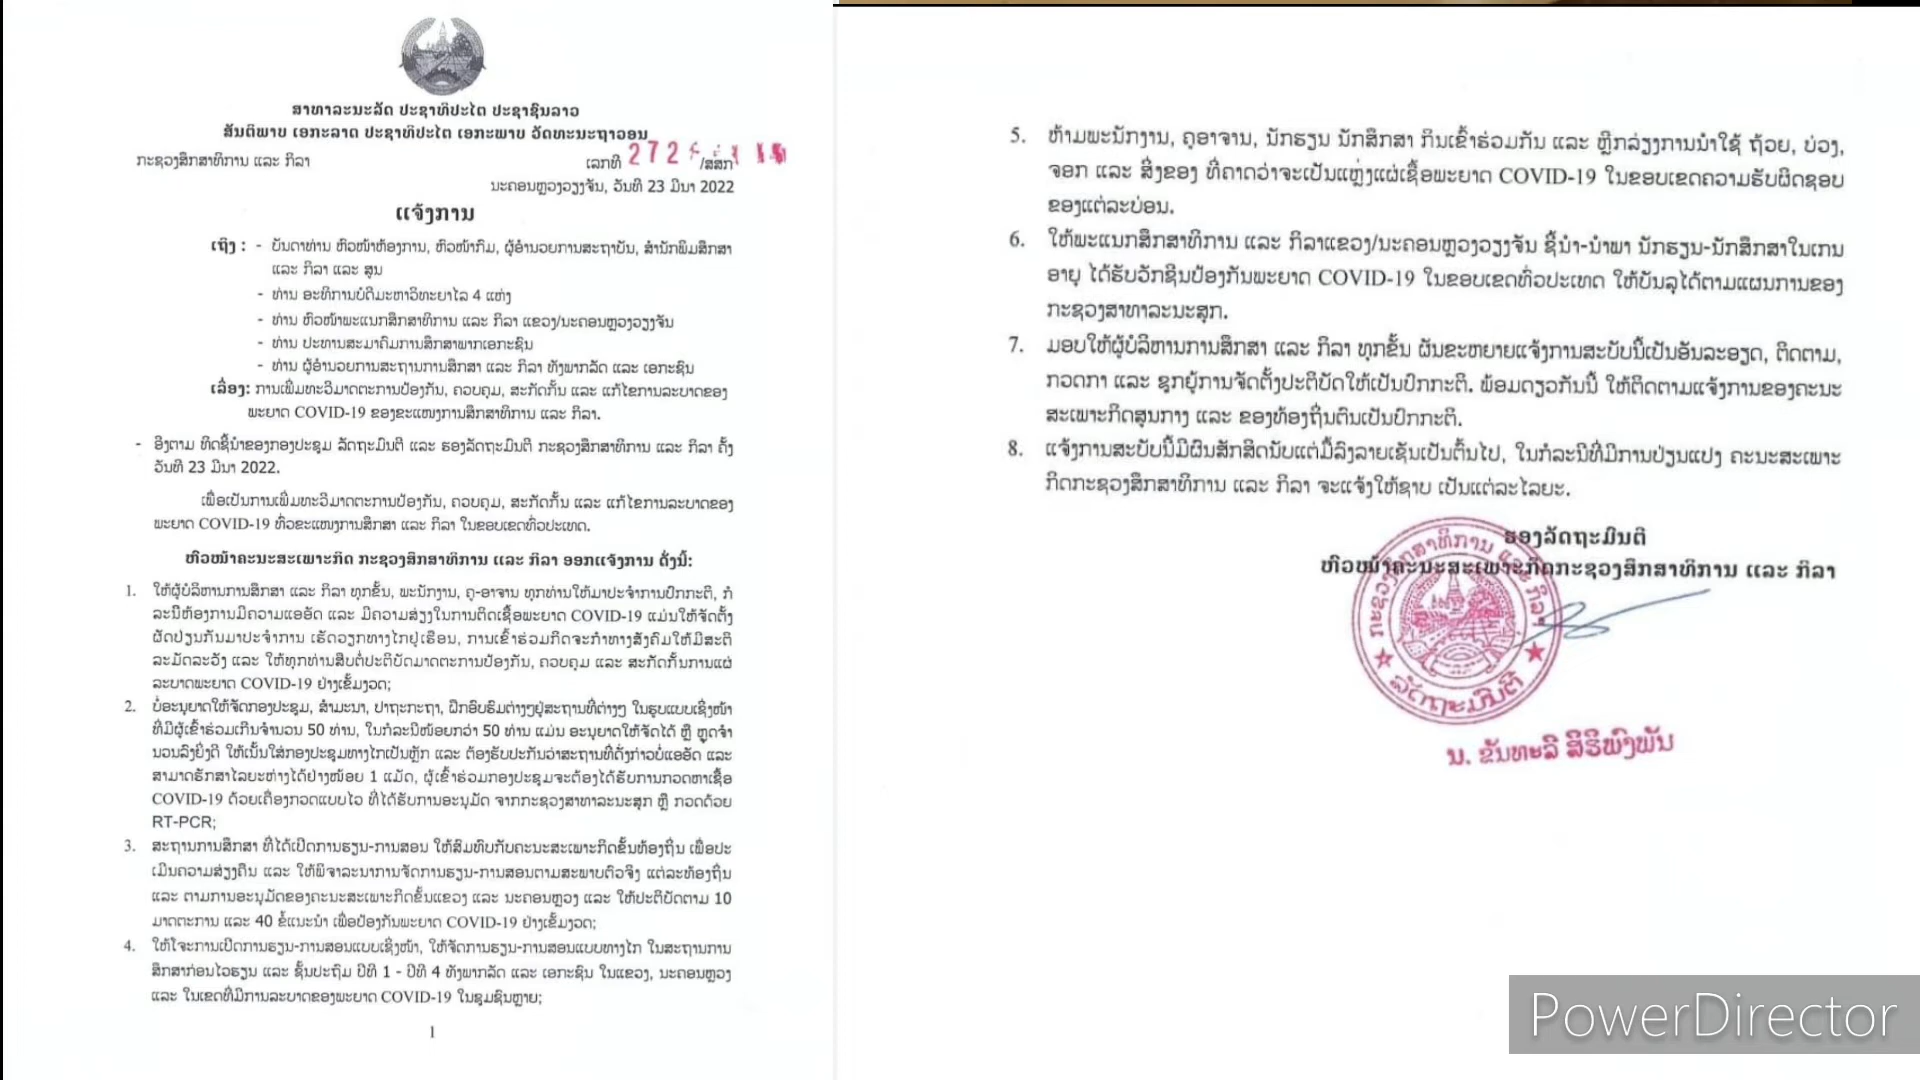 ສາທາລະນະລັດ ປະຊາທິປະໄຕ ປະຊາຊົນລາວ
ສັນຕິພາບ ເອກະລາດ ປະຊາທິປະໄຕ ເອກະພາບ ວັດທະນະຖາວອນ
ກະຊວງສຶກສາທິການ ແລະ ກິລາ
ເລກທີ 272 /ສສກ
ນະຄອນຫຼວງວຽງຈັນ, ວັນທີ 23 ມີນາ 2022
ແຈ້ງການ
ເຖິງ : - ບັນດາທ່ານ ຫົວໜ້າຫ້ອງການ, ຫົວໜ້າກົມ, ຜູ້ອຳນວຍການສະຖາບັນ, ສຳນັກພິມສຶກສາ
ແລະ ກິລາ ແລະ ສູນ
- ທ່ານ ອະທິການບໍດີມະຫາວິທະຍາໄລ 4 ແຫ່ງ
- ທ່ານ ຫົວໜ້າພະແນກສຶກສາທິການ ແລະ ກິລາ ແຂວງ/ນະຄອນຫຼວງວຽງຈັນ
- ທ່ານ ປະທານສະມາຄົມການສຶກສາພາກເອກະຊົນ
- ທ່ານ ຜູ້ອຳນວຍການສະຖານການສຶກສາ ແລະ ກິລາ ທັງພາກລັດ ແລະ ເອກະຊົນ
ເລື່ອງ: ການເພີ່ມທະວີມາດຕະການປ້ອງກັນ, ຄວບຄຸມ, ສະກັດກັ້ນ ແລະ ແກ້ໄຂການລະບາດຂອງ
ພະຍາດ COVID-19 ຂອງຂະແໜງການສຶກສາທິການ ແລະ ກິລາ.
- ອີງຕາມ ທິດຊີ້ນຳຂອງກອງປະຊຸມ ລັດຖະມົນຕີ ແລະ ຮອງລັດຖະມົນຕີ ກະຊວງສຶກສາທິການ ແລະ ກິລາ ຄັ້ງ
ວັນທີ 23 ມີນາ 2022.
ເພື່ອເປັນການເພີ່ມທະວີມາດຕະການປ້ອງກັນ, ຄວບຄຸມ, ສະກັດກັ້ນ ແລະ ແກ້ໄຂການລະບາດຂອງ
ພະຍາດ COVID-19 ທົ່ວຂະແໜງການສຶກສາ ແລະ ກິລາ ໃນຂອບເຂດທົ່ວປະເທດ.
ຫົວໜ້າຄະນະສະເພາະກິດ ກະຊວງສຶກສາທິການ ແລະ ກິລາ ອອກແຈ້ງການ ດັ່ງນີ້:
1. ໃຫ້ຜູ້ບໍລິຫານການສຶກສາ ແລະ ກິລາ ທຸກຂັ້ນ, ພະນັກງານ, ຄູ-ອາຈານ ທຸກທ່ານໃຫ້ມາປະຈຳການປົກກະຕິ, ກໍ
ລະນີຫ້ອງການມີຄວາມແອອັດ ແລະ ມີຄວາມສ່ຽງໃນການຕິດເຊື້ອພະຍາດ COVID-19 ແມ່ນໃຫ້ຈັດຕັ້ງ
ຜັດປ່ຽນກັນມາປະຈຳການ ເຮັດວຽກທາງໄກຢູ່ເຮືອນ, ການເຂົ້າຮ່ວມກິດຈະກຳທາງສັງຄົມໃຫ້ມີສະຕິ
ລະມັດລະວັງ ແລະ ໃຫ້ທຸກທ່ານສືບຕໍ່ປະຕິບັດມາດຕະການປ້ອງກັນ, ຄວບຄຸມ ແລະ ສະກັດກັ້ນການແຜ່
ລະບາດພະຍາດ COVID-19 ຢ່າງເຂັ້ມງວດ;
2. ບໍ່ອະນຸຍາດໃຫ້ຈັດກອງປະຊຸມ, ສຳມະນາ, ປາຖະກະຖາ, ຝຶກອົບຮົມຕ່າງໆຢູ່ສະຖານທີ່ຕ່າງໆ ໃນຮູບແບບເຊິ່ງໜ້າ
ທີ່ມີຜູ້ເຂົ້າຮ່ວມເກີນຈຳນວນ 50 ທ່ານ, ໃນກໍລະນີໜ້ອຍກວ່າ 50 ທ່ານ ແມ່ນ ອະນຸຍາດໃຫ້ຈັດໄດ້ ຫຼື ຫຼຸດຈຳ
ນວນລົງຍິ່ງດີ ໃຫ້ເນັ້ນໃສ່ກອງປະຊຸມທາງໄກເປັນຫຼັກ ແລະ ຕ້ອງຮັບປະກັນວ່າສະຖານທີ່ດັ່ງກ່າວບໍ່ແອອັດ ແລະ
ສາມາດຮັກສາໄລຍະຫ່າງໄດ້ຢ່າງໜ້ອຍ 1 ແມັດ, ຜູ້ເຂົ້າຮ່ວມກອງປະຊຸມຈະຕ້ອງໄດ້ຮັບການກວດຫາເຊື້ອ
COVID-19 ດ້ວຍເຄື່ອງກວດແບບໄວ ທີ່ໄດ້ຮັບການອະນຸມັດ ຈາກກະຊວງສາທາລະນະສຸກ ຫຼື ກວດດ້ວຍ
RT-PCR;
3. ສະຖານການສຶກສາ ທີ່ໄດ້ເປີດການຮຽນ-ການສອນ ໃຫ້ສົມທົບກັບຄະນະສະເພາະກິດຂັ້ນທ້ອງຖິ່ນ ເພື່ອປະ
ເມີນຄວາມສ່ຽງຄືນ ແລະ ໃຫ້ພິຈາລະນາການຈັດການຮຽນ-ການສອນຕາມສະພາບຕົວຈິງ ແຕ່ລະທ້ອງຖິ່ນ
ແລະ ຕາມການອະນຸມັດຂອງຄະນະສະເພາະກິດຂັ້ນແຂວງ ແລະ ນະຄອນຫຼວງ ແລະ ໃຫ້ປະຕິບັດຕາມ 10
ມາດຕະການ ແລະ 40 ຂໍ້ແນະນຳ ເພື່ອປ້ອງກັນພະຍາດ COVID-19 ຢ່າງເຂັ້ມງວດ;
4. ໃຫ້ໂຈະການເປີດການຮຽນ-ການສອນແບບເຊິ່ງໜ້າ, ໃຫ້ຈັດການຮຽນ-ການສອນແບບທາງໄກ ໃນສະຖານການ
ສຶກສາກ່ອນໄວຮຽນ ແລະ ຊັ້ນປະຖົມ ປີທີ 1 - ປີທີ 4 ທັງພາກລັດ ແລະ ເອກະຊົນ ໃນແຂວງ, ນະຄອນຫຼວງ
ແລະ ໃນເຂດທີ່ມີການລະບາດຂອງພະຍາດ COVID-19 ໃນຊຸມຊົນຫຼາຍ;
1
5. ຫ້າມພະນັກງານ, ຄູອາຈານ, ນັກຮຽນ ນັກສຶກສາ ກິນເຂົ້າຮ່ວມກັນ ແລະ ຫຼີກລ່ຽງການນຳໃຊ້ ຖ້ວຍ, ບ່ວງ,
ຈອກ ແລະ ສິ່ງຂອງ ທີ່ຄາດວ່າຈະເປັນແຫຼ່ງແຜ່ເຊື້ອພະຍາດ COVID-19 ໃນຂອບເຂດຄວາມຮັບຜິດຊອບ
ຂອງແຕ່ລະບ່ອນ.
6. ໃຫ້ພະແນກສຶກສາທິການ ແລະ ກິລາແຂວງ/ນະຄອນຫຼວງວຽງຈັນ ຊີ້ນຳ-ນຳພາ ນັກຮຽນ-ນັກສຶກສາໃນເກນ
ອາຍຸ ໄດ້ຮັບວັກຊີນປ້ອງກັນພະຍາດ COVID-19 ໃນຂອບເຂດທົ່ວປະເທດ ໃຫ້ບັນລຸໄດ້ຕາມແຜນການຂອງ
ກະຊວງສາທາລະນະສຸກ.
7. ມອບໃຫ້ຜູ້ບໍລິຫານການສຶກສາ ແລະ ກິລາ ທຸກຂັ້ນ ຜັນຂະຫຍາຍແຈ້ງການສະບັບນີ້ເປັນອັນລະອຽດ, ຕິດຕາມ,
ກວດກາ ແລະ ຊຸກຍູ້ການຈັດຕັ້ງປະຕິບັດໃຫ້ເປັນປົກກະຕິ. ພ້ອມດຽວກັນນີ້ ໃຫ້ຕິດຕາມແຈ້ງການຂອງຄະນະ
ສະເພາະກິດສູນກາງ ແລະ ຂອງທ້ອງຖິ່ນຕົນເປັນປົກກະຕິ.
8. ແຈ້ງການສະບັບນີ້ມີຜົນສັກສິດນັບແຕ່ມື້ລົງລາຍເຊັນເປັນຕົ້ນໄປ, ໃນກໍລະນີທີ່ມີການປ່ຽນແປງ ຄະນະສະເພາະ
ກິດກະຊວງສຶກສາທິການ ແລະ ກິລາ ຈະແຈ້ງໃຫ້ຊາບ ເປັນແຕ່ລະໄລຍະ.
ຮອງລັດຖະມົນຕີ
ຫົວໜ້າຄະນະສະເພາະກິດກະຊວງສຶກສາທິການ ແລະ ກິລາ
ກະຊວງສຶກສາທິການ ແລະ ກິລາ
ລັດຖະມົນຕີ
ນ. ຂັນທະລີ ສິຣິພົງພັນ
PowerDirector